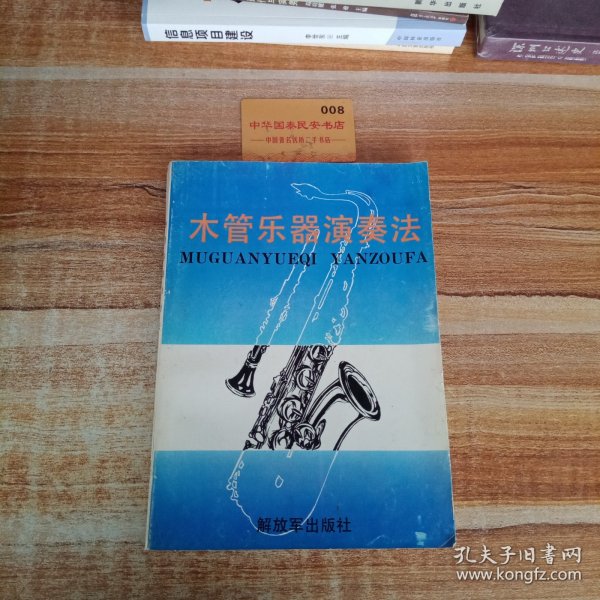 信息项目建设
008
中华国泰民安书店
木管乐器演奏法
MUGUANYUEQI YANZOUFA
解放军出版社
孔夫子旧书网
www.kongfz.com